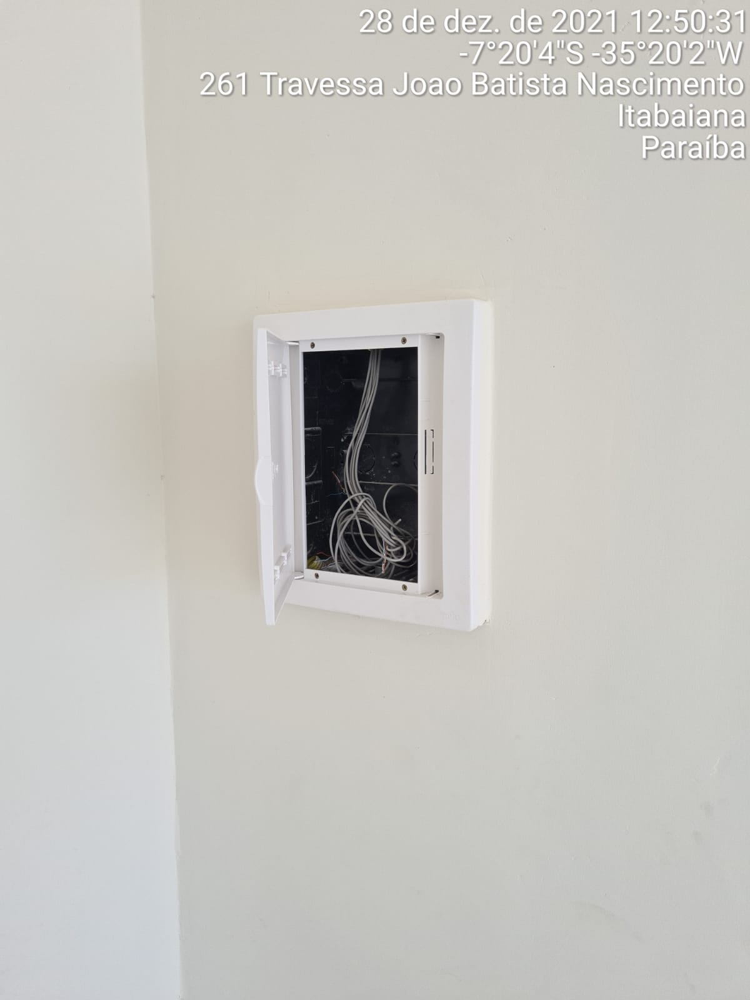 28 de dez. de 2021 12:50:31
-7°20'4"S -35°20'2"W
261 Travessa Joao Batista Nascimento
Itabaiana
Paraíba